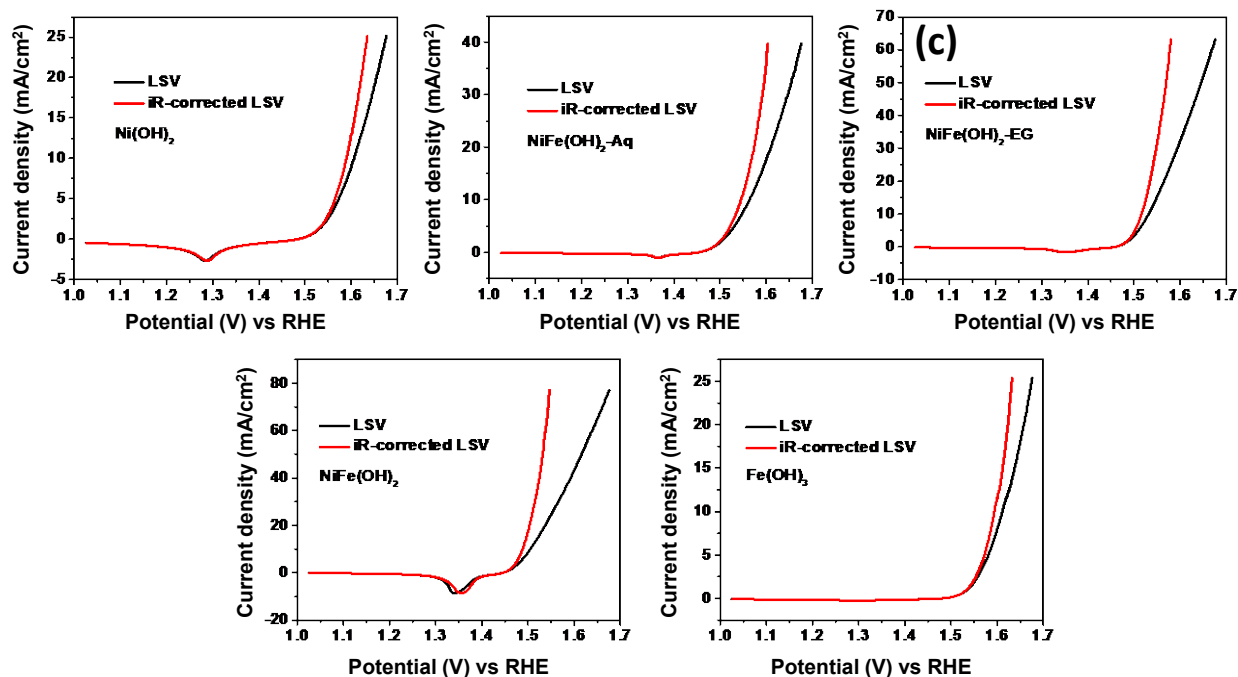 25
20
15
10
5
0
−5
Current density (mA/cm²)
LSV
iR-corrected LSV
Ni(OH)₂
1.0 1.1 1.2 1.3 1.4 1.5 1.6 1.7
Potential (V) vs RHE
40
30
20
10
0
Current density (mA/cm²)
LSV
iR-corrected LSV
NiFe(OH)₂-Aq
1.0 1.1 1.2 1.3 1.4 1.5 1.6 1.7
Potential (V) vs RHE
70
60
50
40
30
20
10
0
−10
Current density (mA/cm²)
(c)
LSV
iR-corrected LSV
NiFe(OH)₂-EG
1.0 1.1 1.2 1.3 1.4 1.5 1.6 1.7
Potential (V) vs RHE
80
60
40
20
0
−20
Current density (mA/cm²)
LSV
iR-corrected LSV
NiFe(OH)₂
1.0 1.1 1.2 1.3 1.4 1.5 1.6 1.7
Potential (V) vs RHE
25
20
15
10
5
0
Current density (mA/cm²)
LSV
iR-corrected LSV
Fe(OH)₃
1.0 1.1 1.2 1.3 1.4 1.5 1.6 1.7
Potential (V) vs RHE